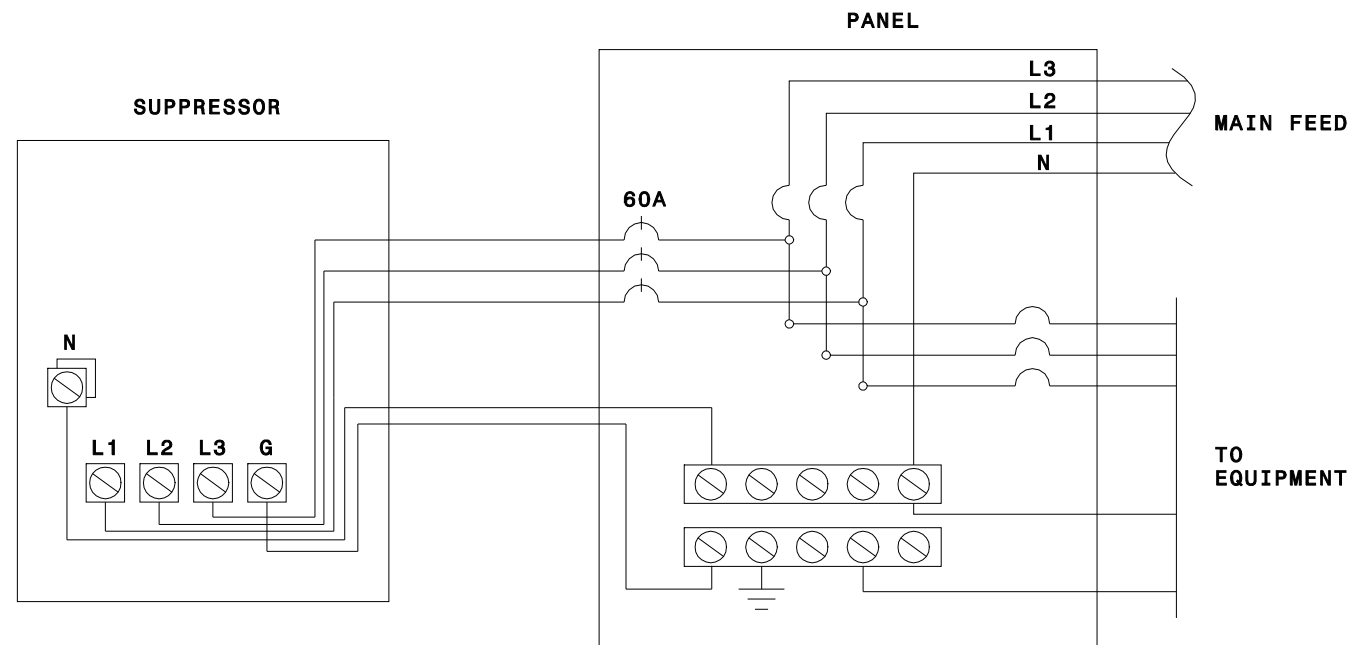 PANEL
SUPPRESSOR
L3
L2
L1
N
MAIN FEED
60A
N
L1 L2 L3 G
TO
EQUIPMENT